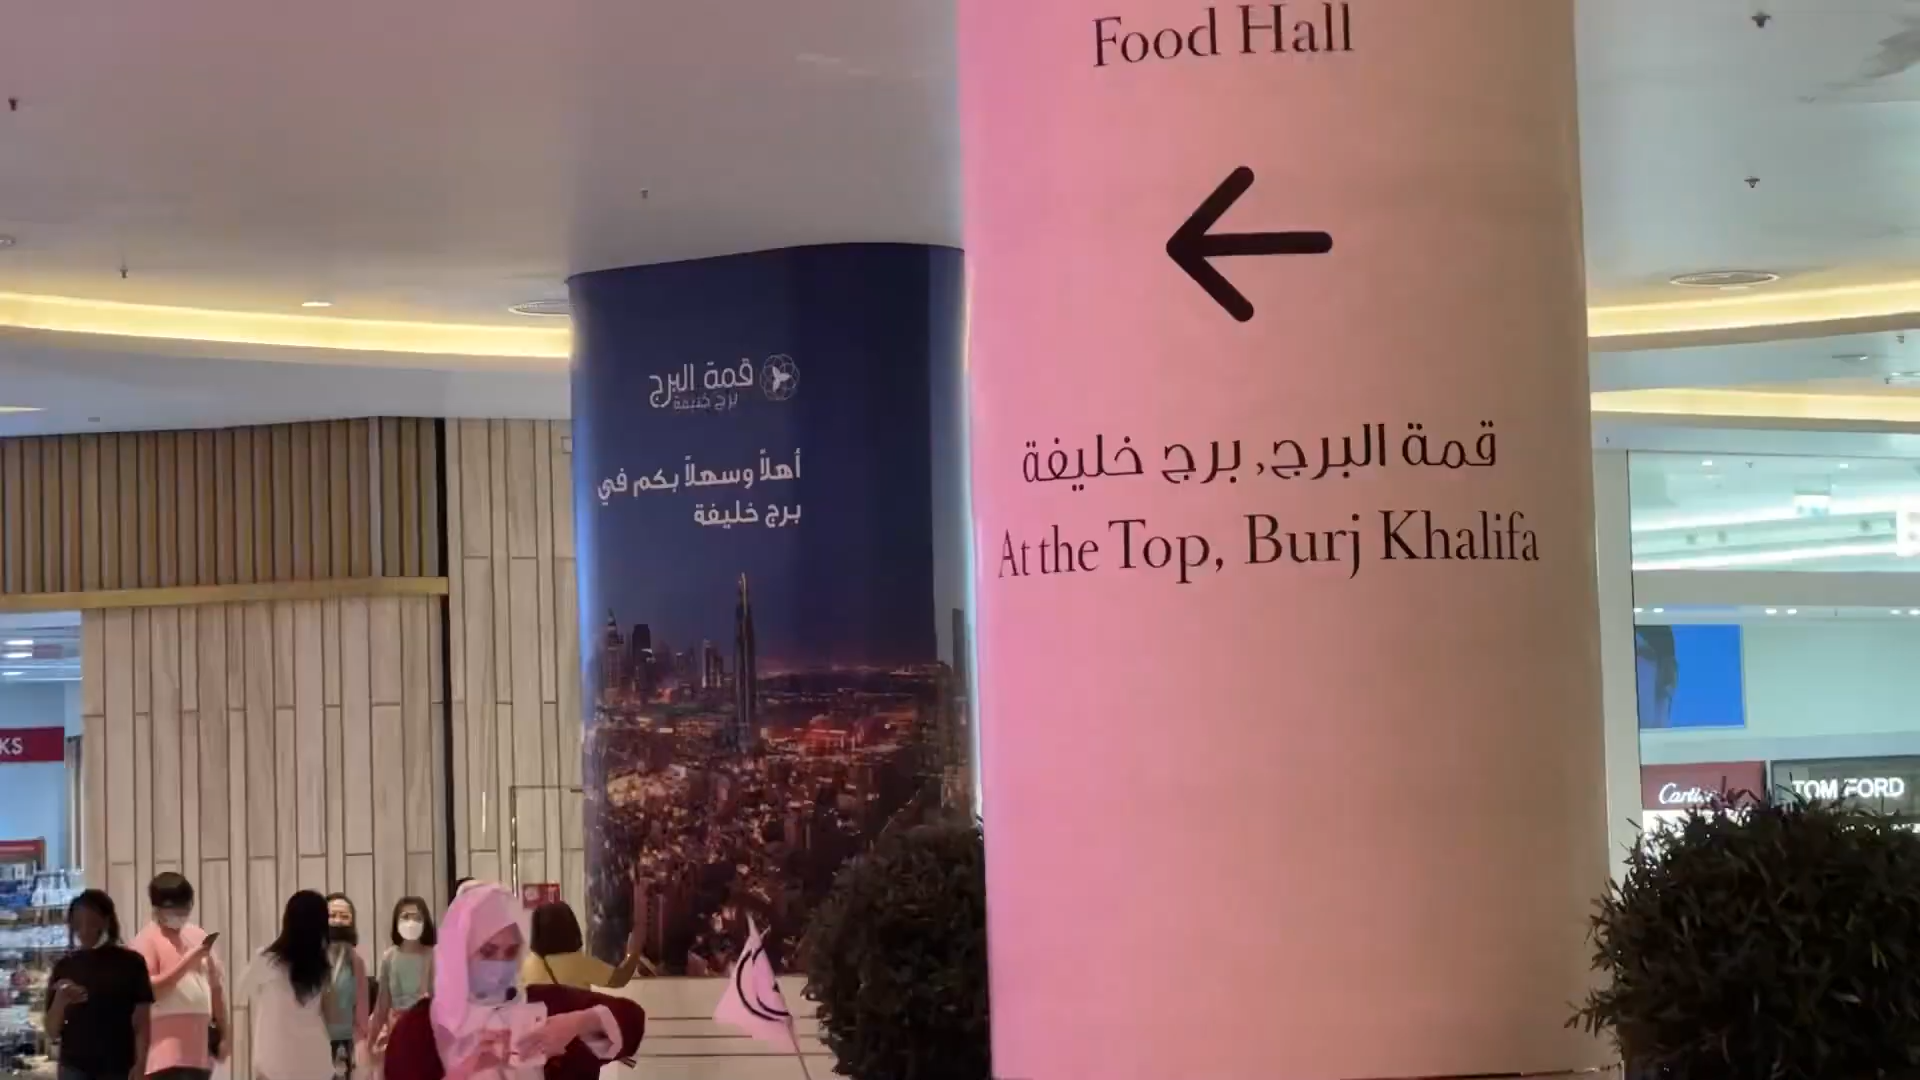 Food Hall
قمة البرج, برج خليفة
At the Top, Burj Khalifa
قمة البرج
برج خليفة
أهلاً وسهلاً بكم في
برج خليفة
KS
TOM FORD